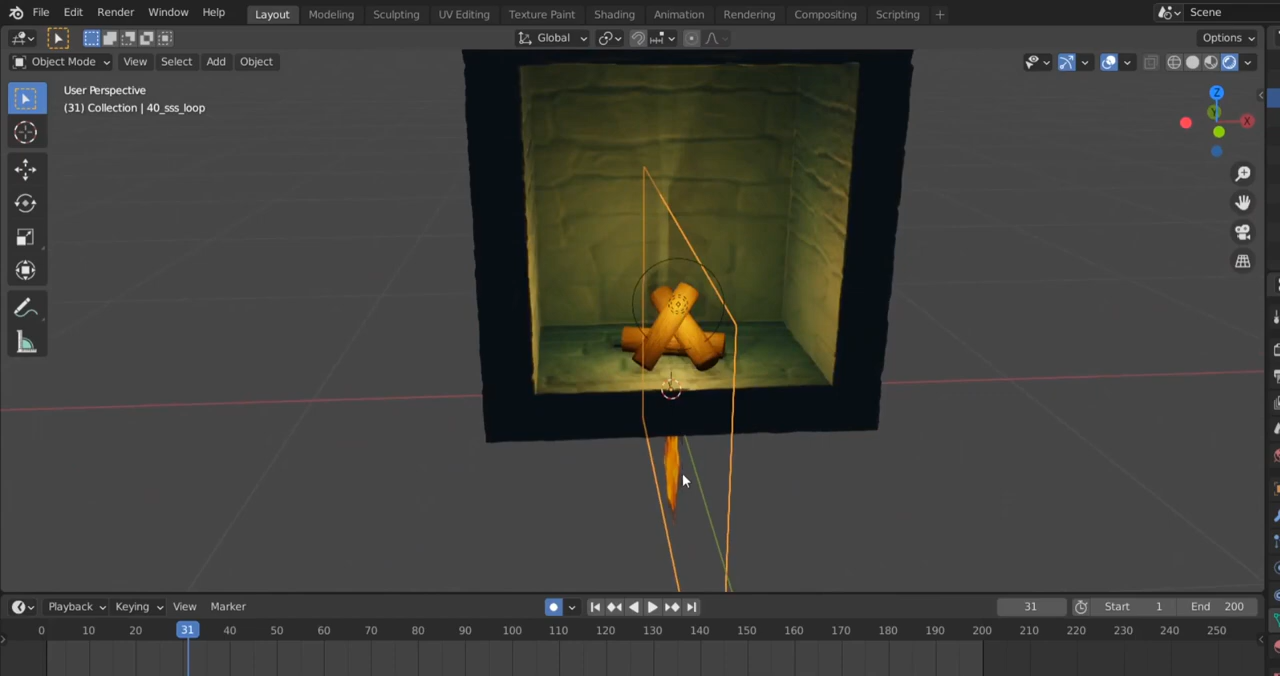 File Edit Render Window Help Layout Modeling Sculpting UV Editing Texture Paint Shading Animation Rendering Compositing Scripting + Scene
Global Options
Object Mode View Select Add Object
User Perspective
(31) Collection | 40_sss_loop
Z
Y
X
Playback Keying View Marker 31 Start 1 End 200
0 10 20 31 40 50 60 70 80 90 100 110 120 130 140 150 160 170 180 190 200 210 220 230 240 250